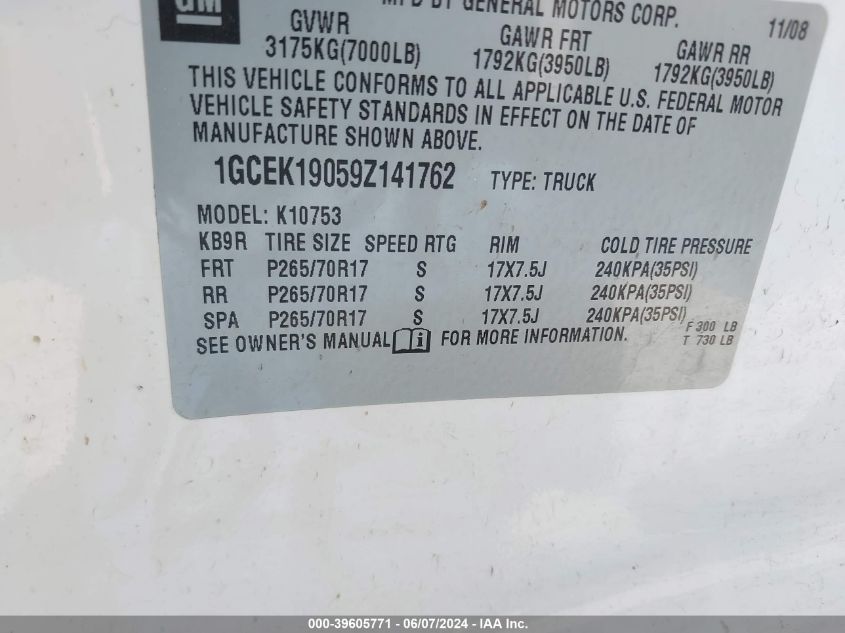 GM
MFD BY GENERAL MOTORS CORP.
11/08
GVWR GAWR FRT GAWR RR
3175KG(7000LB) 1792KG(3950LB) 1792KG(3950LB)
THIS VEHICLE CONFORMS TO ALL APPLICABLE U.S. FEDERAL MOTOR
VEHICLE SAFETY STANDARDS IN EFFECT ON THE DATE OF
MANUFACTURE SHOWN ABOVE.
1GCEK19059Z141762 TYPE: TRUCK
MODEL: K10753
KB9R TIRE SIZE SPEED RTG RIM COLD TIRE PRESSURE
FRT P265/70R17 S 17X7.5J 240KPA(35PSI)
RR P265/70R17 S 17X7.5J 240KPA(35PSI)
SPA P265/70R17 S 17X7.5J 240KPA(35PSI)
SEE OWNER'S MANUAL i FOR MORE INFORMATION.
F 300 LB
T 730 LB
000-39605771 - 06/07/2024 - IAA Inc.